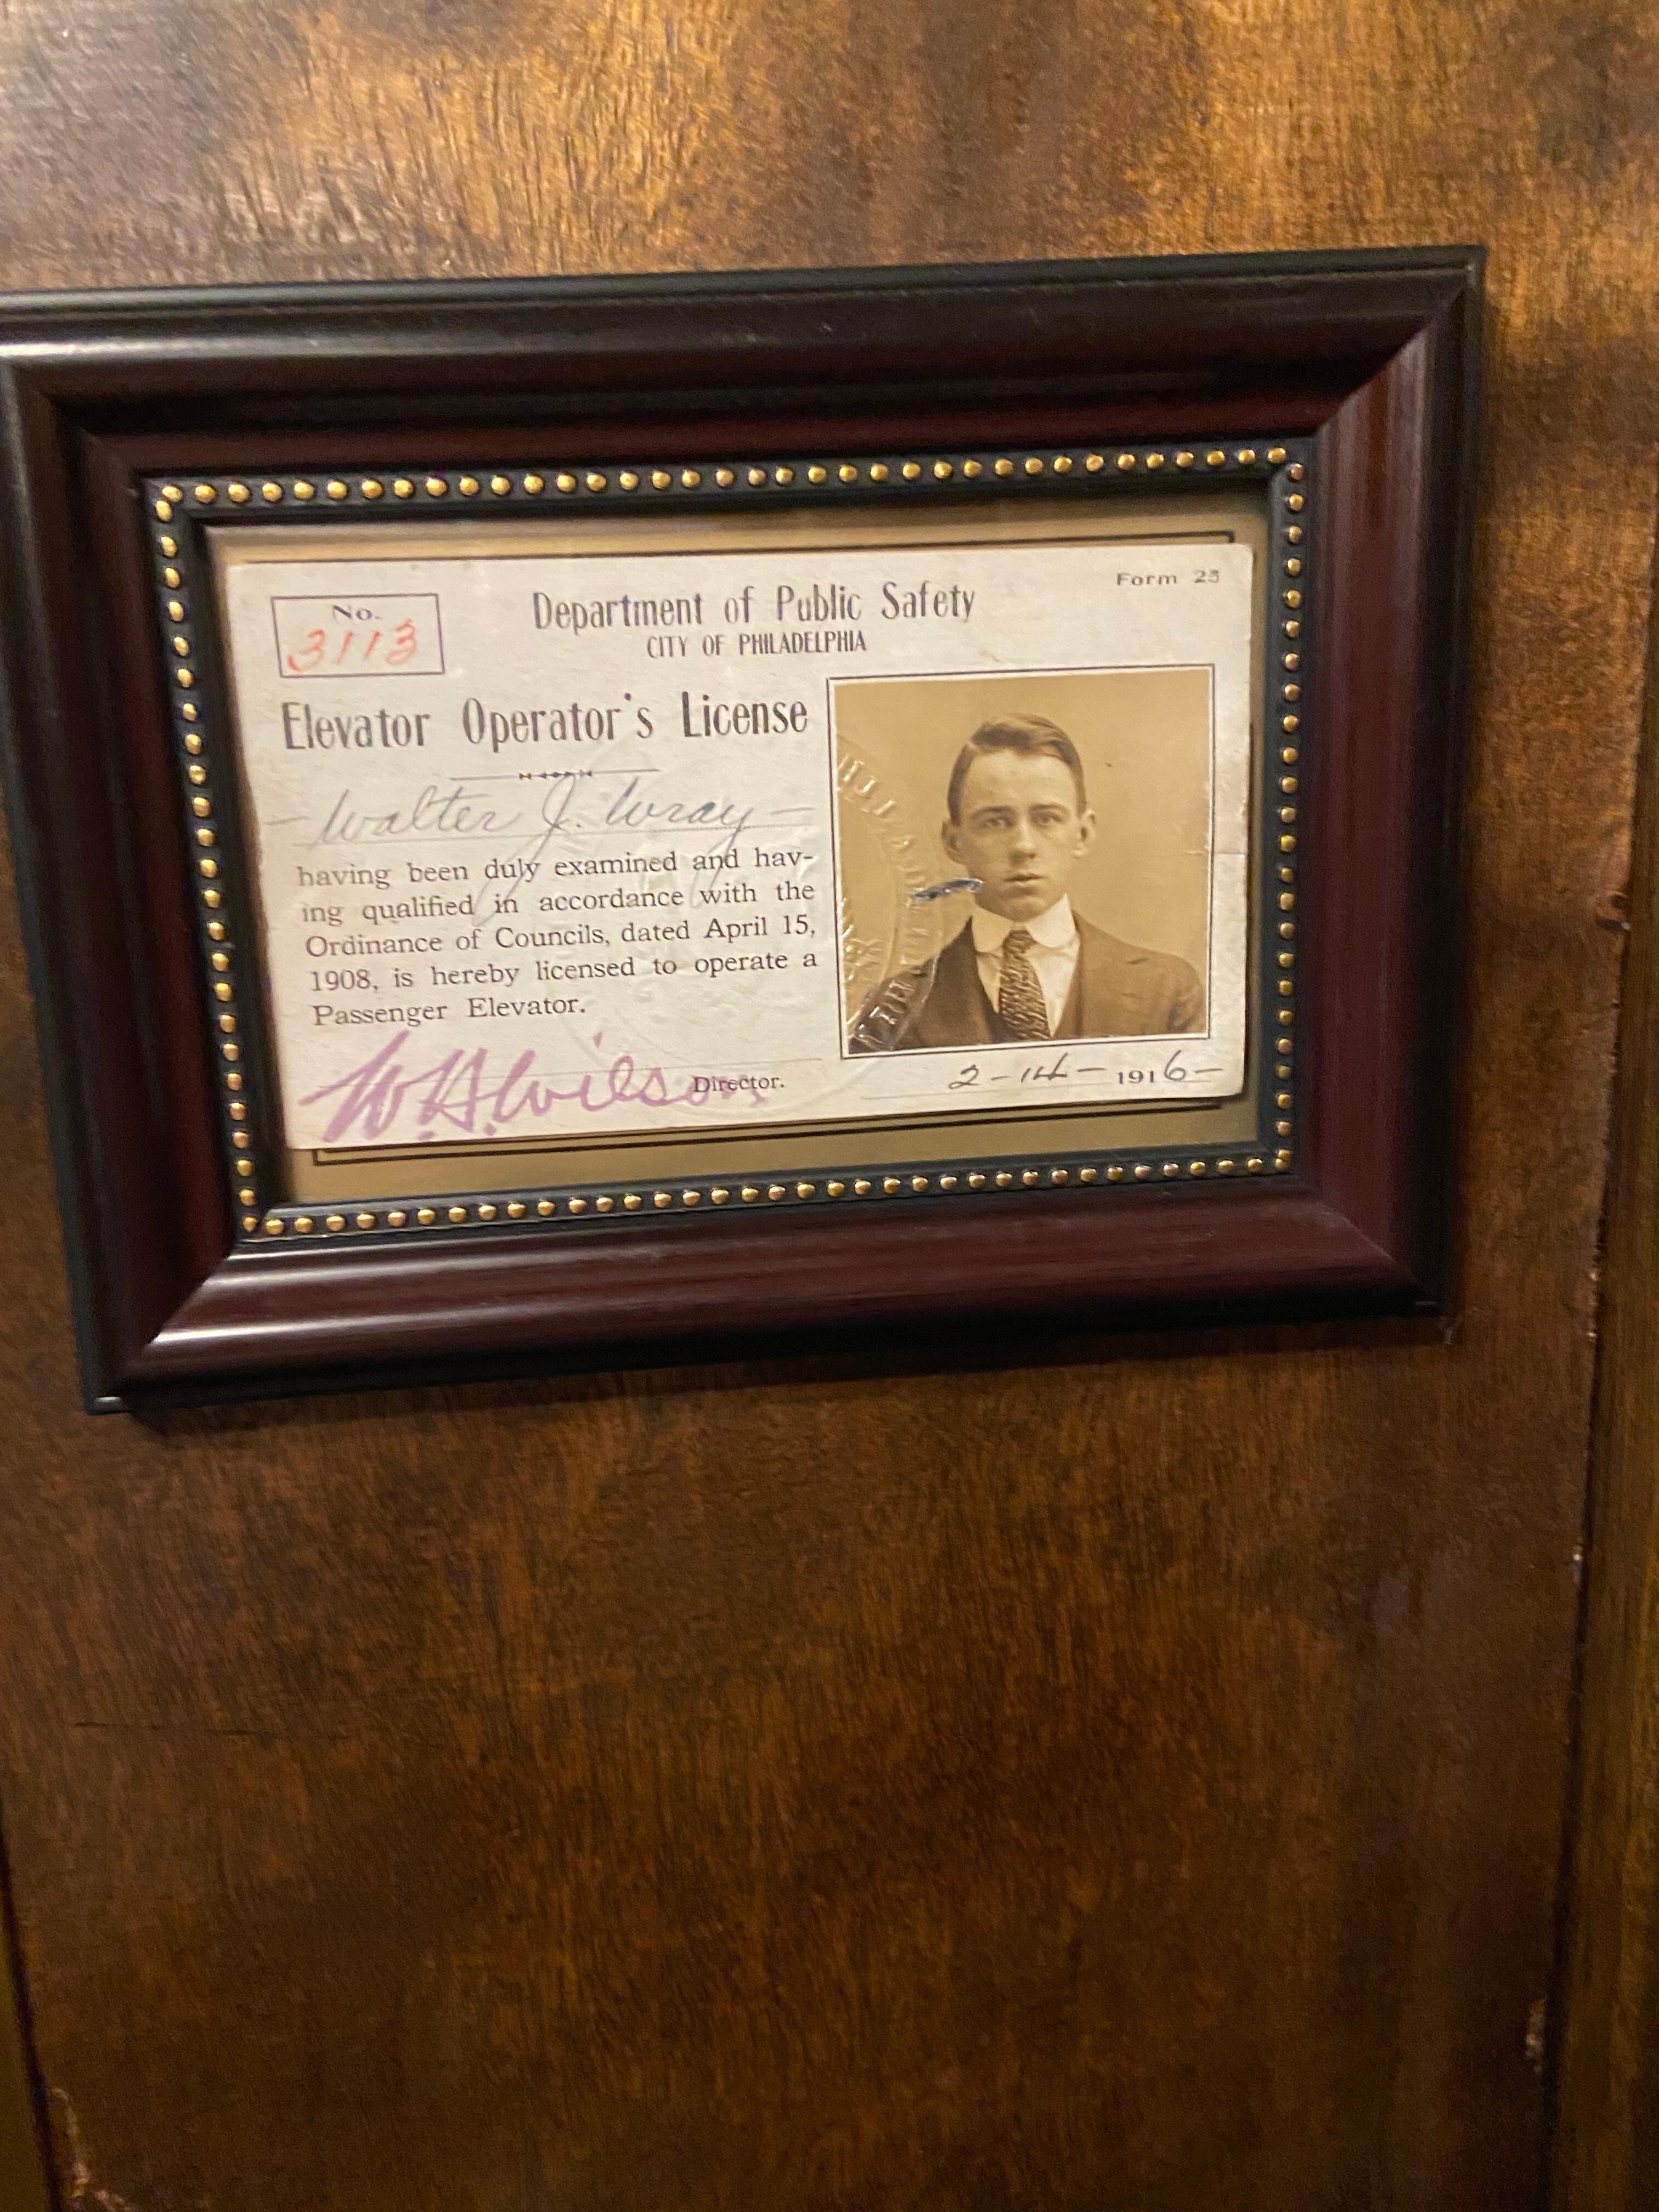 Form 25
No.
3113
Department of Public Safety
CITY OF PHILADELPHIA
Elevator Operator's License
Walter J. Wray
having been duly examined and hav-
ing qualified in accordance with the
Ordinance of Councils, dated April 15,
1908, is hereby licensed to operate a
Passenger Elevator.
W.H.Wilson Director.
2-14-1916-